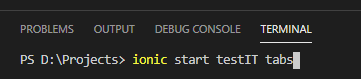 PROBLEMS OUTPUT DEBUG CONSOLE TERMINAL
PS D:\Projects> ionic start testIT tabs